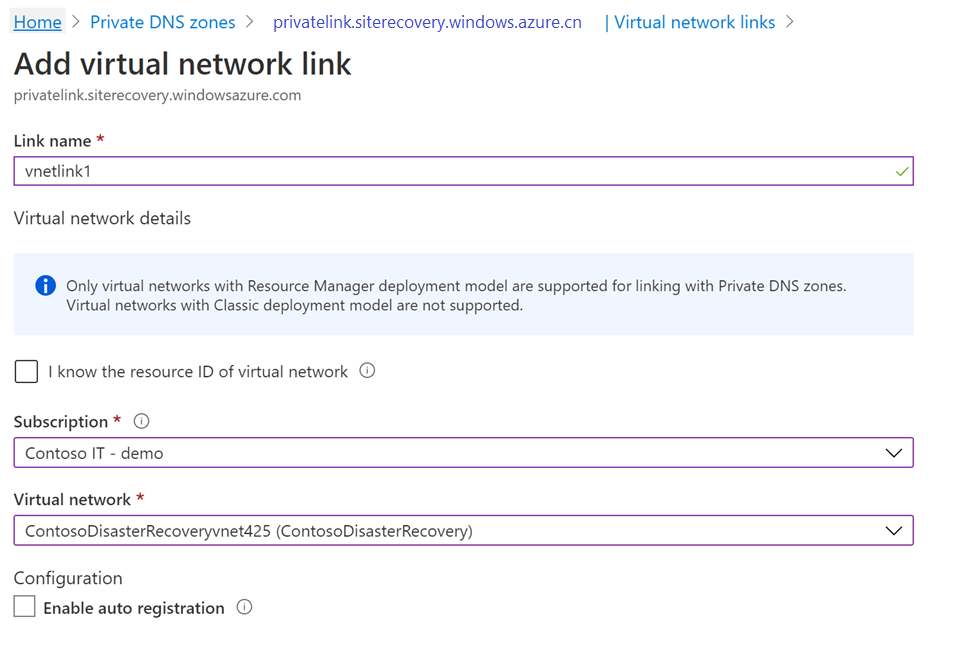 Home > Private DNS zones > privatelink.siterecovery.windows.azure.cn | Virtual network links >
Add virtual network link
privatelink.siterecovery.windowsazure.com
Link name *
vnetlink1
Virtual network details
Only virtual networks with Resource Manager deployment model are supported for linking with Private DNS zones.
Virtual networks with Classic deployment model are not supported.
I know the resource ID of virtual network
Subscription *
Contoso IT - demo
Virtual network *
ContosoDisasterRecoveryvnet425 (ContosoDisasterRecovery)
Configuration
Enable auto registration